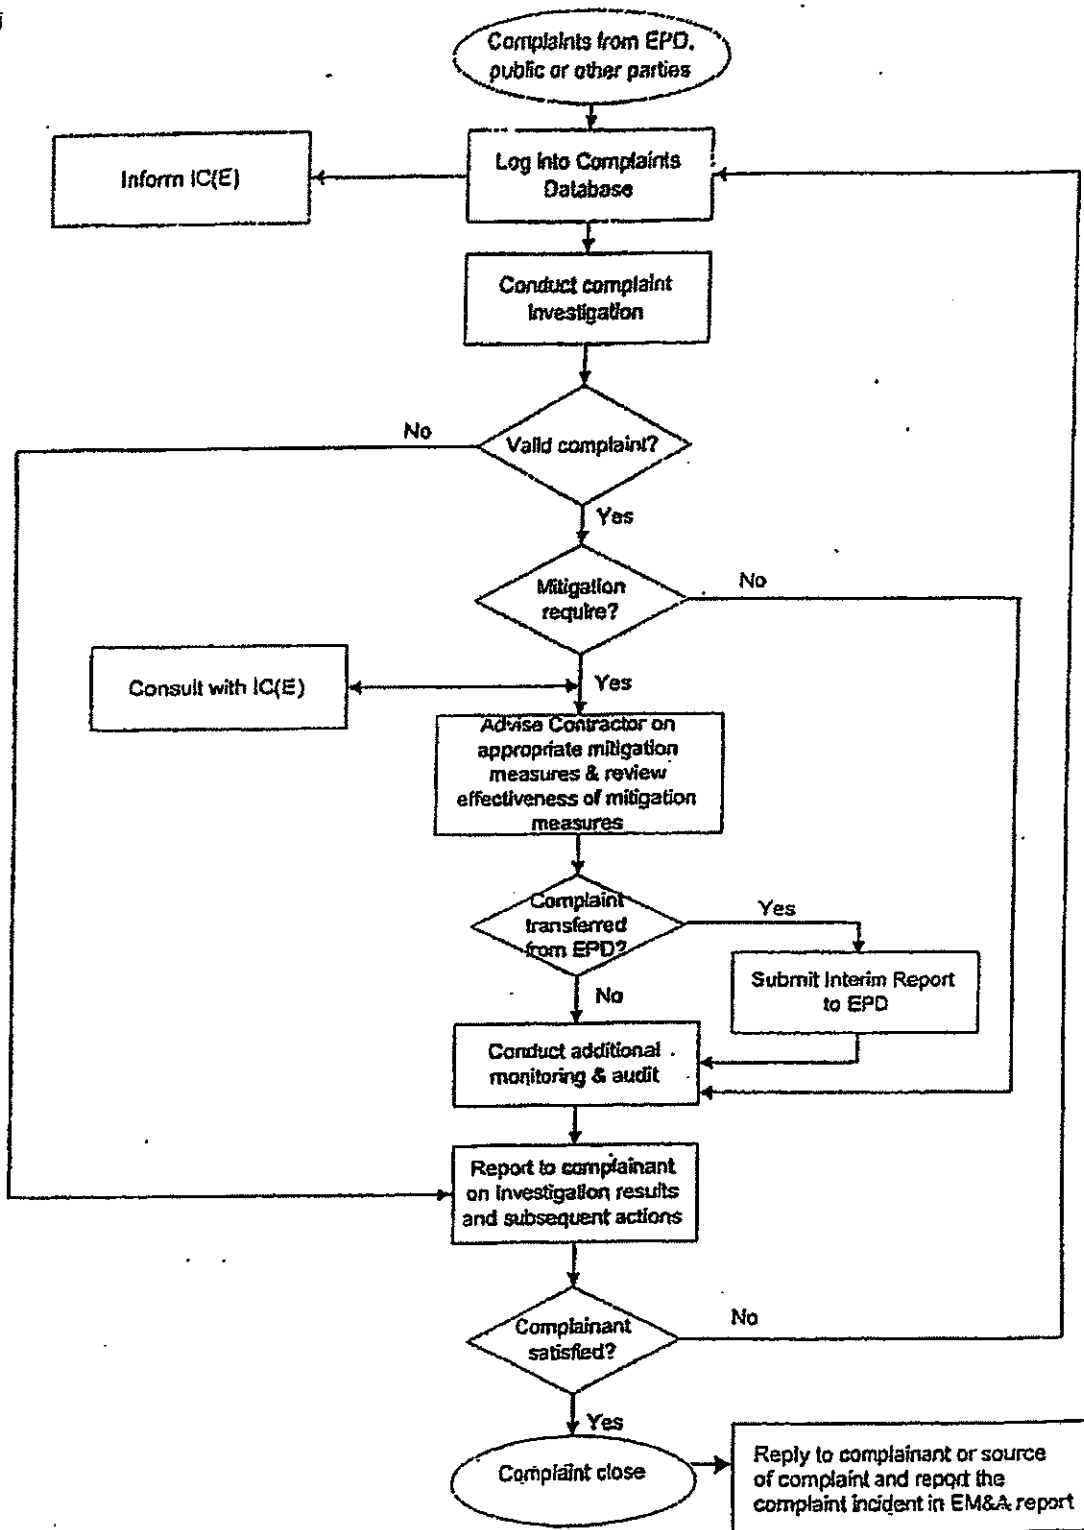 Complaints from EPD,
public or other parties
Inform IC(E)
Log into Complaints
Database
Conduct complaint
Investigation
No
Valid complaint?
Yes
Mitigation
require?
No
Consult with IC(E)
Yes
Advise Contractor on
appropriate mitigation
measures & review
effectiveness of mitigation
measures
Complaint
transferred
from EPD?
Yes
No
Submit Interim Report
to EPD
Conduct additional
monitoring & audit
Report to complainant
on investigation results
and subsequent actions
Complainant
satisfied?
No
Yes
Complaint close
Reply to complainant or source
of complaint and report the
complaint incident in EM&A report